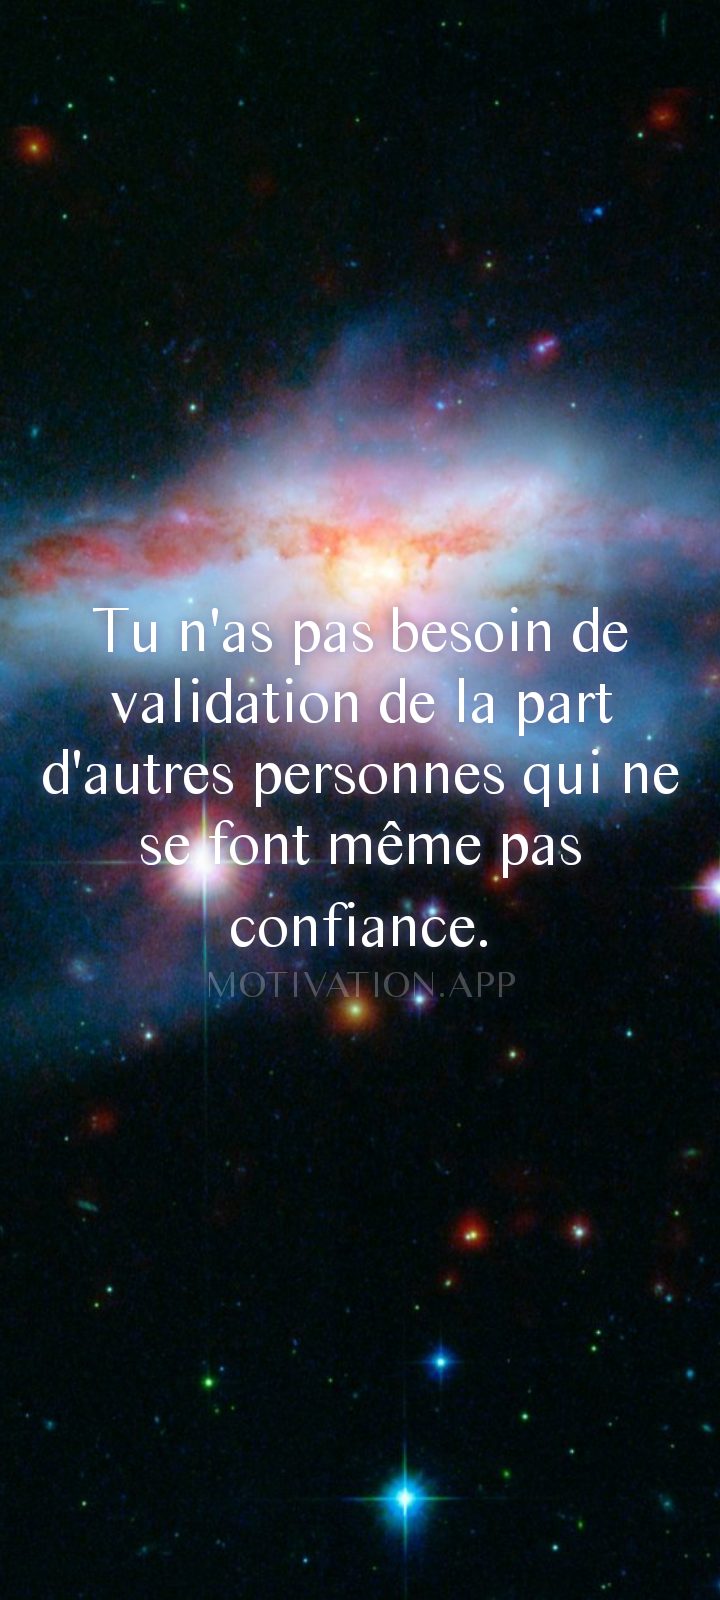 Tu n'as pas besoin de
validation de la part
d'autres personnes qui ne
se font même pas
confiance.
MOTIVATION.APP